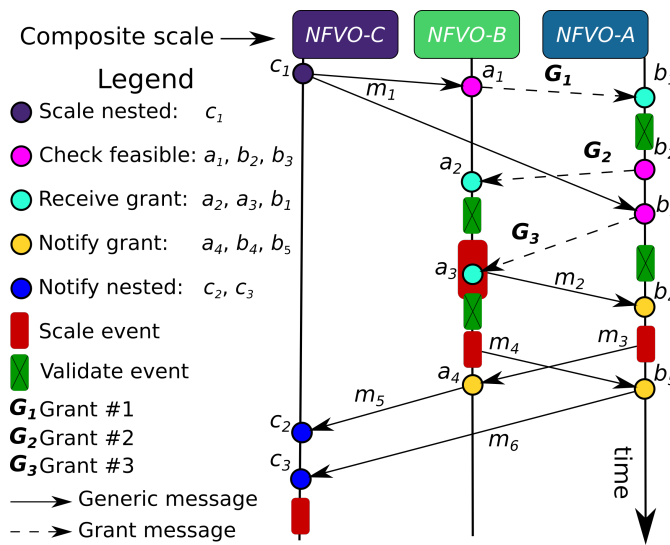 Composite scale
NFVO-C
NFVO-B
NFVO-A
Legend
Scale nested: c₁
Check feasible: a₁, b₂, b₃
Receive grant: a₂, a₃, b₁
Notify grant: a₄, b₄, b₅
Notify nested: c₂, c₃
Scale event
Validate event
G₁ Grant #1
G₂ Grant #2
G₃ Grant #3
Generic message
Grant message
c₁
m₁
a₁
G₁
b
G₂
b
a₂
b
G₃
a₃
m₂
b
m₃
m₄
a₄
b
m₅
c₂
m₆
c₃
time